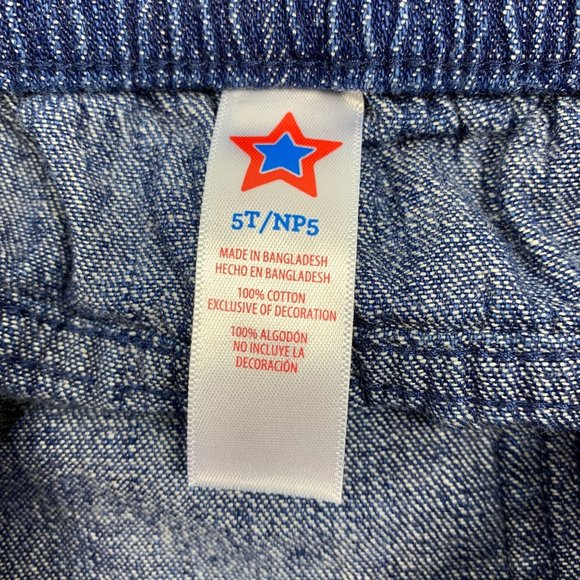 5T/NP5
MADE IN BANGLADESH
HECHO EN BANGLADESH
100% COTTON
EXCLUSIVE OF DECORATION
100% ALGODÓN
NO INCLUYE LA
DECORACIÓN